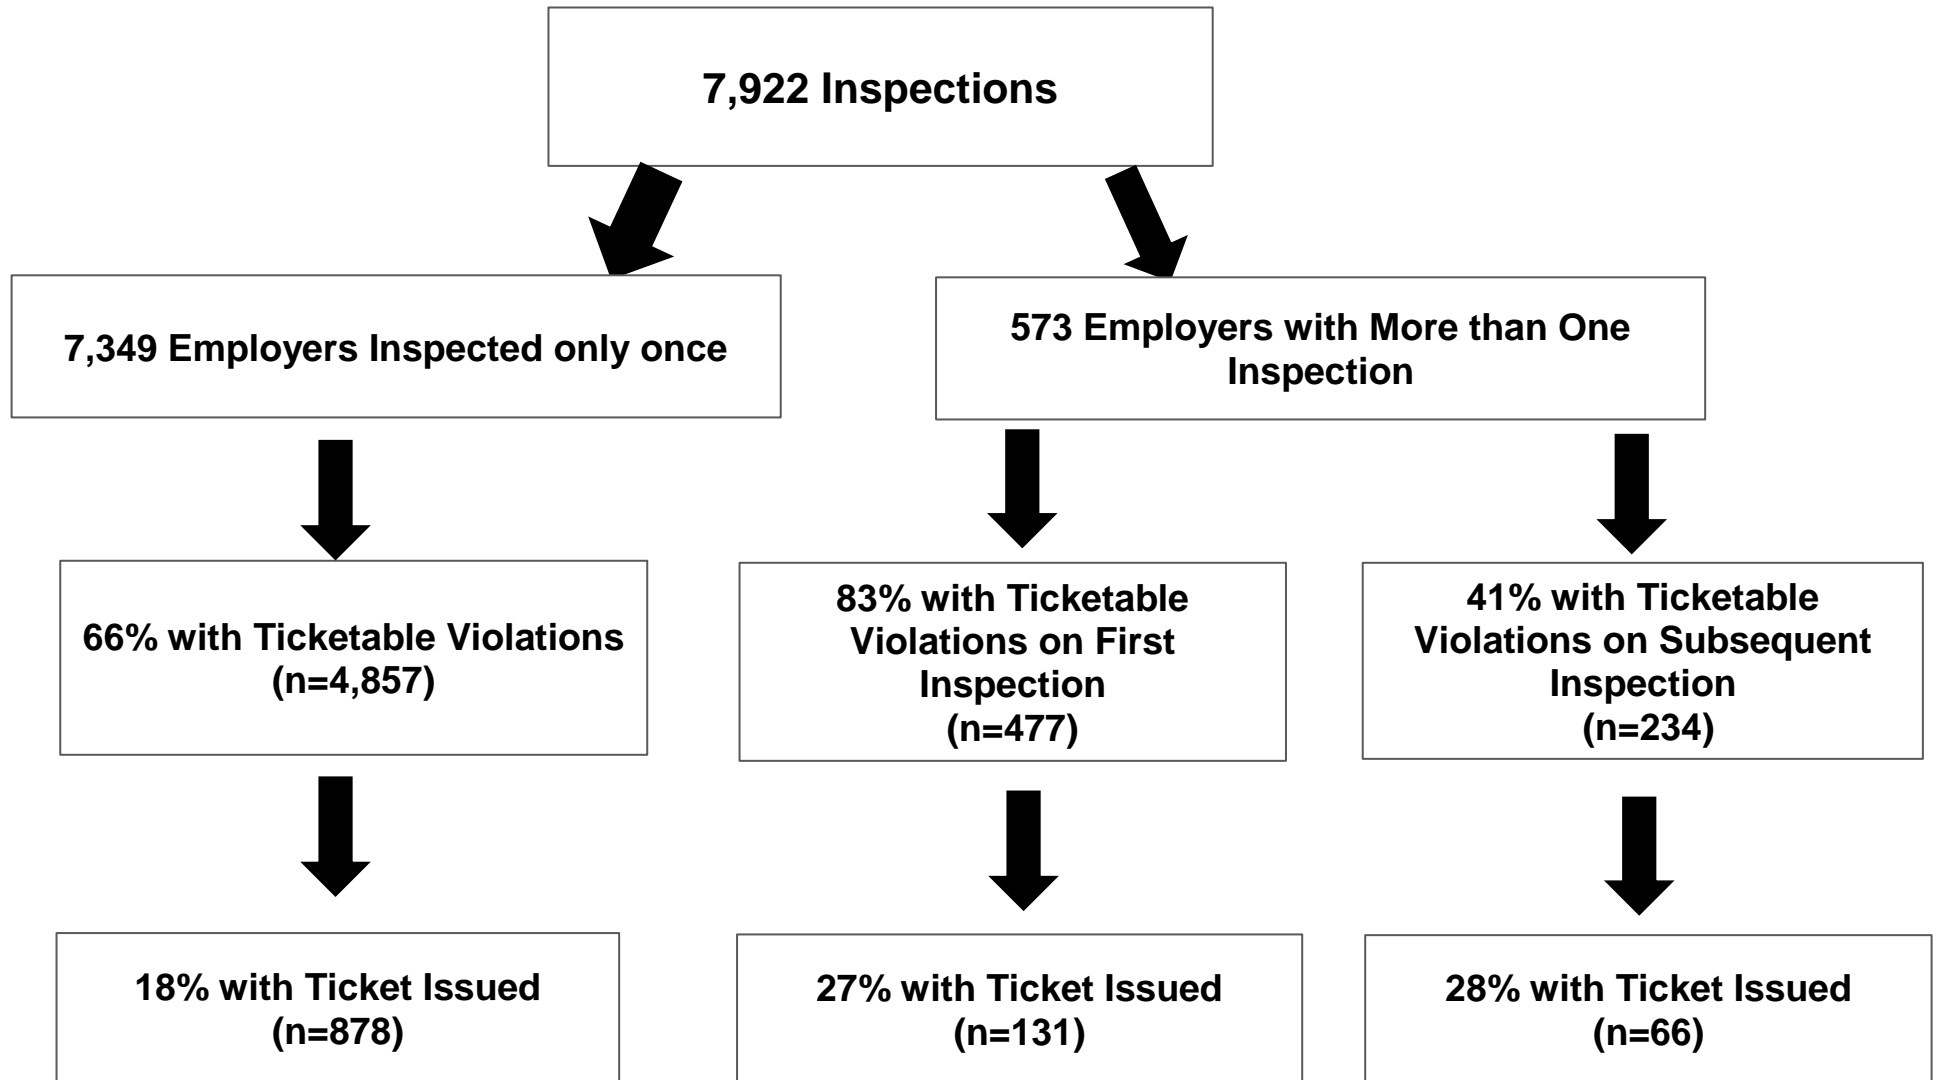 7,922 Inspections
7,349 Employers Inspected only once
573 Employers with More than One
Inspection
66% with Ticketable Violations
(n=4,857)
83% with Ticketable
Violations on First
Inspection
(n=477)
41% with Ticketable
Violations on Subsequent
Inspection
(n=234)
18% with Ticket Issued
(n=878)
27% with Ticket Issued
(n=131)
28% with Ticket Issued
(n=66)